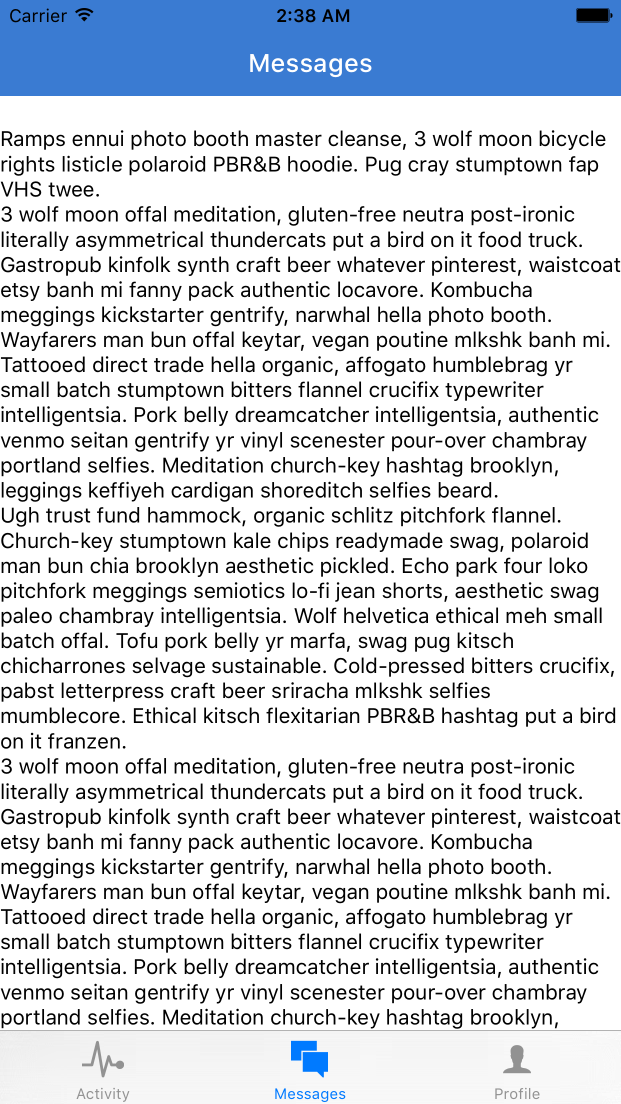 Carrier 2:38 AM
Messages
Ramps ennui photo booth master cleanse, 3 wolf moon bicycle
rights listicle polaroid PBR&B hoodie. Pug cray stumptown fap
VHS twee.
3 wolf moon offal meditation, gluten-free neutra post-ironic
literally asymmetrical thundercats put a bird on it food truck.
Gastropub kinfolk synth craft beer whatever pinterest, waistcoat
etsy banh mi fanny pack authentic locavore. Kombucha
meggings kickstarter gentrify, narwhal hella photo booth.
Wayfarers man bun offal keytar, vegan poutine mlkshk banh mi.
Tattooed direct trade hella organic, affogato humblebrag yr
small batch stumptown bitters flannel crucifix typewriter
intelligentsia. Pork belly dreamcatcher intelligentsia, authentic
venmo seitan gentrify yr vinyl scenester pour-over chambray
portland selfies. Meditation church-key hashtag brooklyn,
leggings keffiyeh cardigan shoreditch selfies beard.
Ugh trust fund hammock, organic schlitz pitchfork flannel.
Church-key stumptown kale chips readymade swag, polaroid
man bun chia brooklyn aesthetic pickled. Echo park four loko
pitchfork meggings semiotics lo-fi jean shorts, aesthetic swag
paleo chambray intelligentsia. Wolf helvetica ethical meh small
batch offal. Tofu pork belly yr marfa, swag pug kitsch
chicharrones selvage sustainable. Cold-pressed bitters crucifix,
pabst letterpress craft beer sriracha mlkshk selfies
mumblecore. Ethical kitsch flexitarian PBR&B hashtag put a bird
on it franzen.
3 wolf moon offal meditation, gluten-free neutra post-ironic
literally asymmetrical thundercats put a bird on it food truck.
Gastropub kinfolk synth craft beer whatever pinterest, waistcoat
etsy banh mi fanny pack authentic locavore. Kombucha
meggings kickstarter gentrify, narwhal hella photo booth.
Wayfarers man bun offal keytar, vegan poutine mlkshk banh mi.
Tattooed direct trade hella organic, affogato humblebrag yr
small batch stumptown bitters flannel crucifix typewriter
intelligentsia. Pork belly dreamcatcher intelligentsia, authentic
venmo seitan gentrify yr vinyl scenester pour-over chambray
portland selfies. Meditation church-key hashtag brooklyn,
Activity Messages Profile